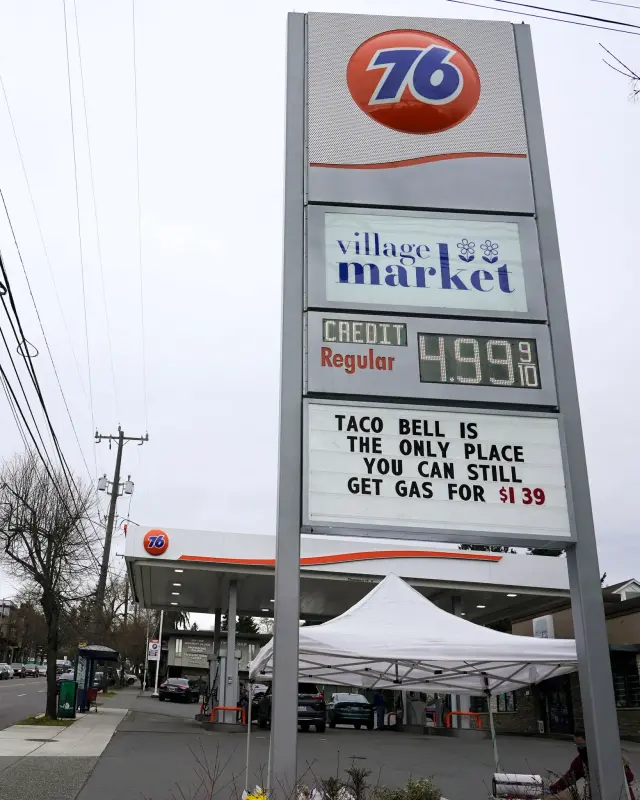 76
village
market
CREDIT
Regular
4.99 9/10
TACO BELL IS
THE ONLY PLACE
YOU CAN STILL
GET GAS FOR $1 39
76